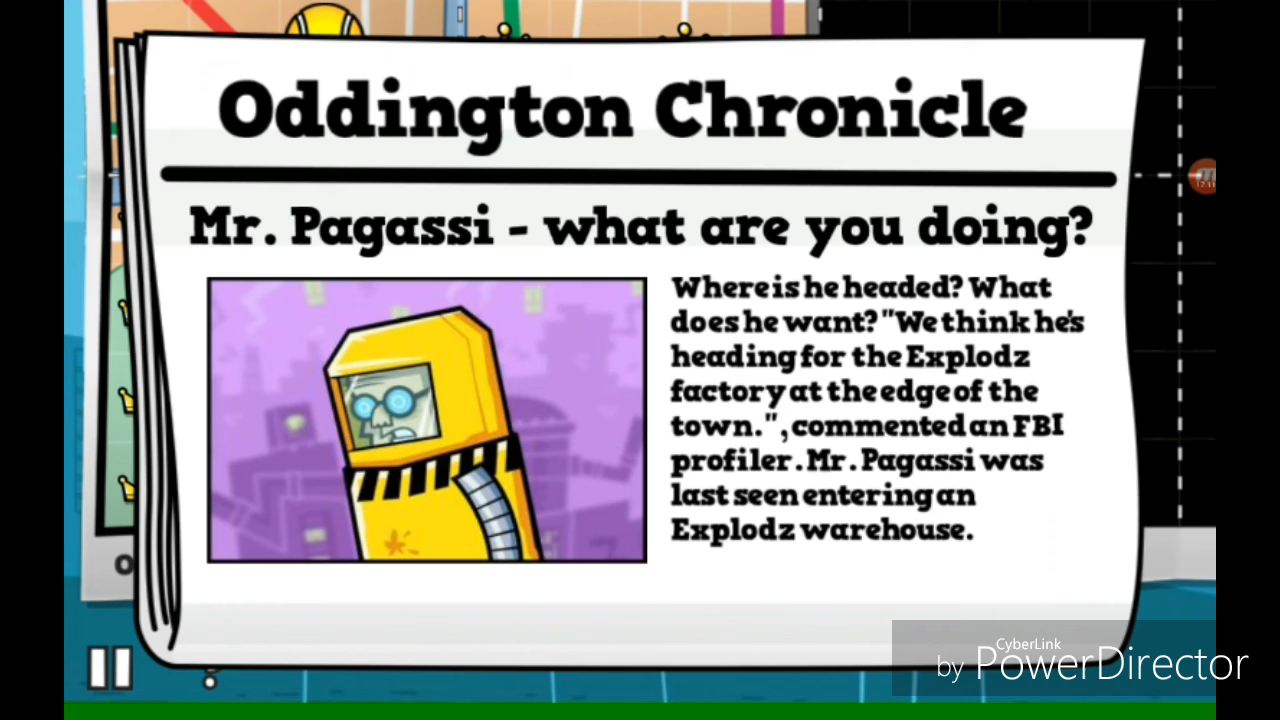 Oddington Chronicle
Mr. Pagassi - what are you doing?
Where is he headed? What
does he want? "We think he's
heading for the Explodz
factory at the edge of the
town.", commented an FBI
profiler. Mr. Pagassi was
last seen entering an
Explodz warehouse.
O
17:11
CyberLink
by PowerDirector